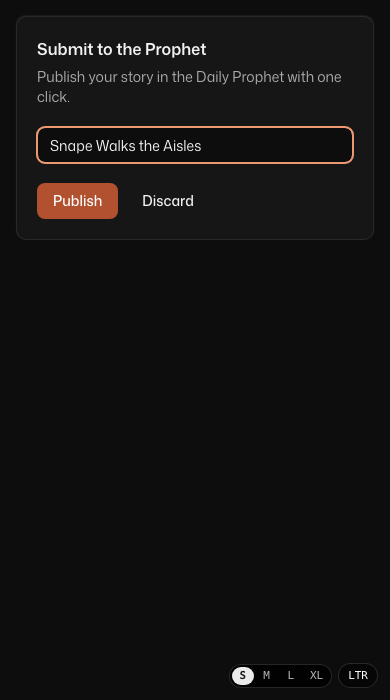 Submit to the Prophet
Publish your story in the Daily Prophet with one
click.
Snape Walks the Aisles
Publish Discard
S M L XL LTR